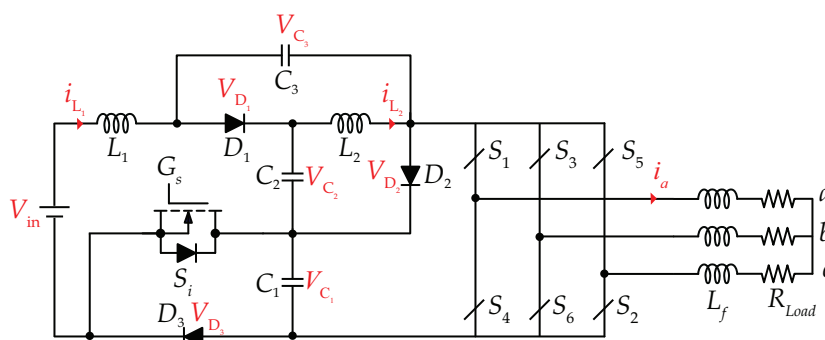 V_C₃
C₃
i_L₁
V_D₁
i_L₂
L₁
D₁
L₂
S₁
S₃
S₅
G_s
C₂
V_C₂
V_D₂
D₂
i_a
a
V_in
b
S_i
C₁
V_C₁
c
D₃
V_D₃
S₄
S₆
S₂
L_f
R_Load